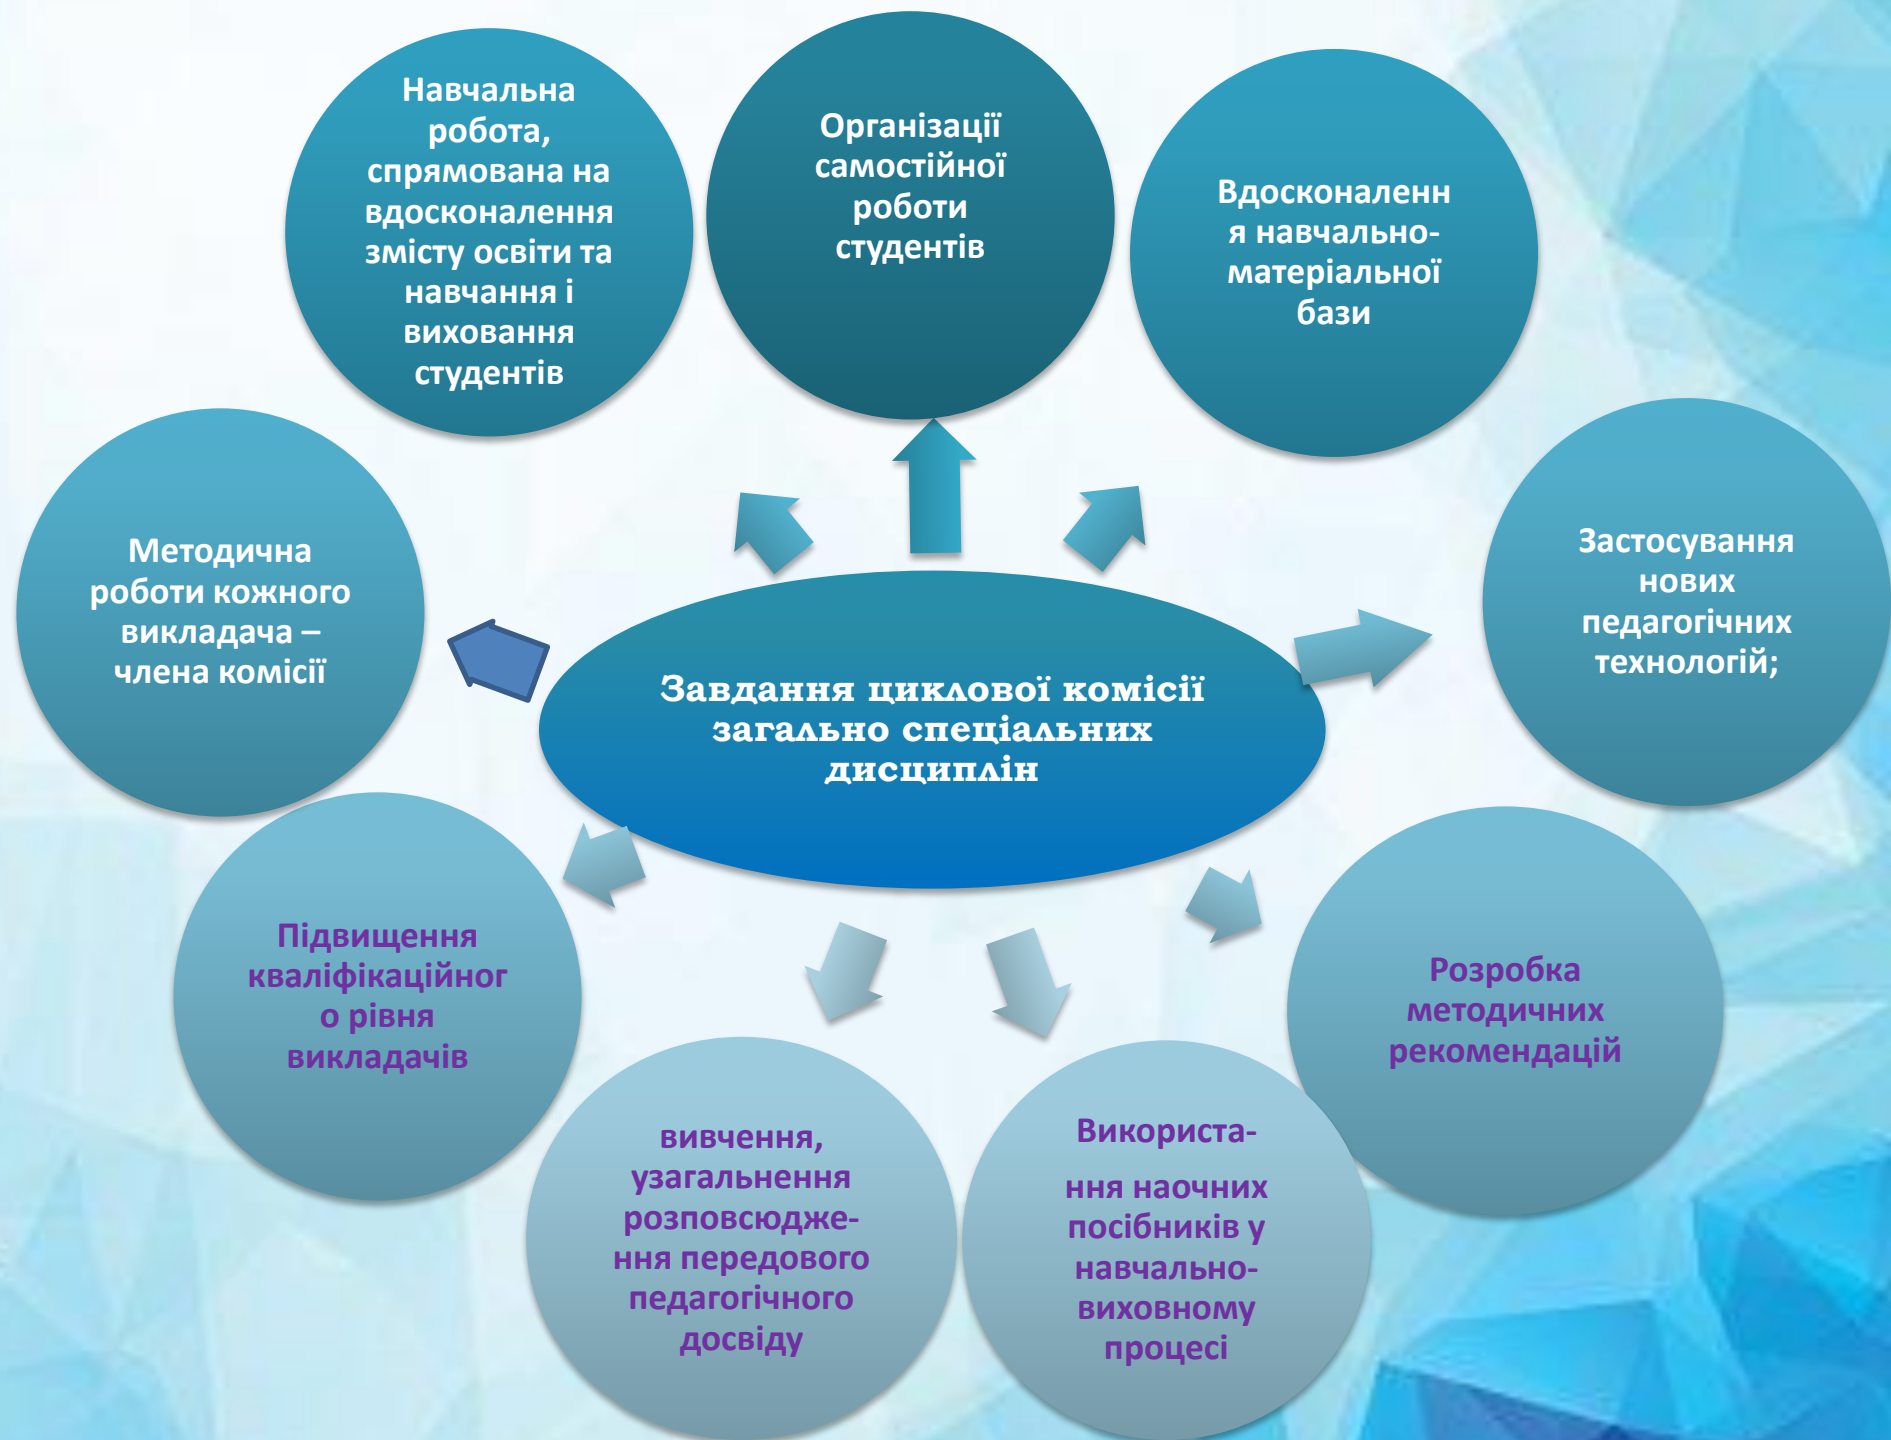 Навчальна
робота,
спрямована на
вдосконалення
змісту освіти та
навчання і
виховання
студентів
Організації
самостійної
роботи
студентів
Вдосконаленн
я навчально-
матеріальної
бази
Методична
роботи кожного
викладача –
члена комісії
Застосування
нових
педагогічних
технологій;
Завдання циклової комісії
загально спеціальних
дисциплін
Підвищення
кваліфікаційног
о рівня
викладачів
Розробка
методичних
рекомендацій
вивчення,
узагальнення
розповсюдже-
ння передового
педагогічного
досвіду
Використа-
ння наочних
посібників у
навчально-
виховному
процесі